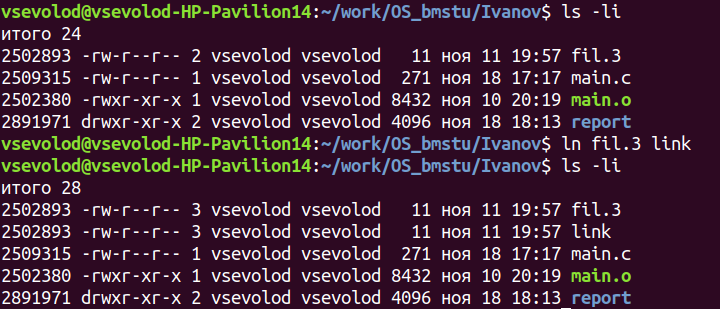 vsevolod@vsevolod-HP-Pavilion14:~/work/OS_bmstu/Ivanov$ ls -li
итого 24
2502893 -rw-r--r-- 2 vsevolod vsevolod   11 ноя 11 19:57 fil.3
2509315 -rw-r--r-- 1 vsevolod vsevolod  271 ноя 18 17:17 main.c
2502380 -rwxr-xr-x 1 vsevolod vsevolod 8432 ноя 10 20:19 main.o
2891971 drwxr-xr-x 2 vsevolod vsevolod 4096 ноя 18 18:13 report
vsevolod@vsevolod-HP-Pavilion14:~/work/OS_bmstu/Ivanov$ ln fil.3 link
vsevolod@vsevolod-HP-Pavilion14:~/work/OS_bmstu/Ivanov$ ls -li
итого 28
2502893 -rw-r--r-- 3 vsevolod vsevolod   11 ноя 11 19:57 fil.3
2502893 -rw-r--r-- 3 vsevolod vsevolod   11 ноя 11 19:57 link
2509315 -rw-r--r-- 1 vsevolod vsevolod  271 ноя 18 17:17 main.c
2502380 -rwxr-xr-x 1 vsevolod vsevolod 8432 ноя 10 20:19 main.o
2891971 drwxr-xr-x 2 vsevolod vsevolod 4096 ноя 18 18:13 report